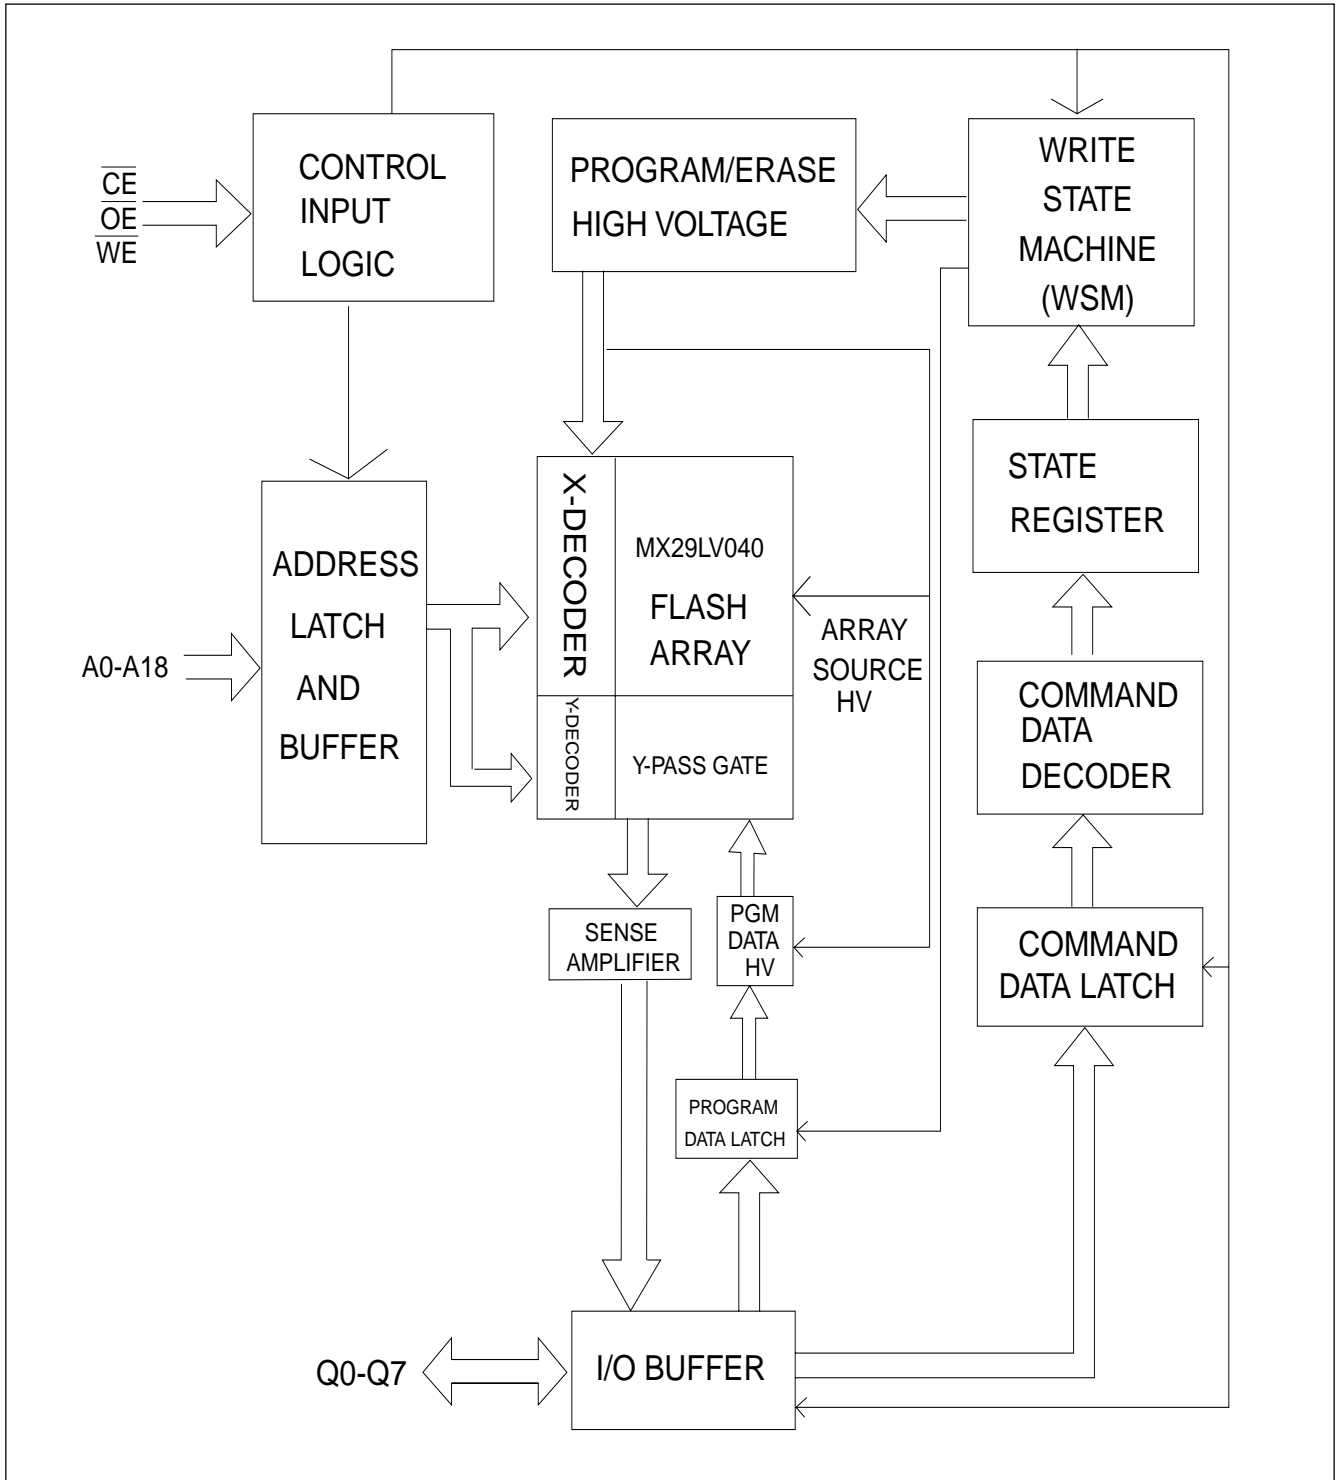 CE
OE
WE
CONTROL
INPUT
LOGIC
PROGRAM/ERASE
HIGH VOLTAGE
WRITE
STATE
MACHINE
(WSM)
STATE
REGISTER
A0-A18
ADDRESS
LATCH
AND
BUFFER
X-DECODER
MX29LV040
FLASH
ARRAY
ARRAY
SOURCE
HV
Y-DECODER
Y-PASS GATE
COMMAND
DATA
DECODER
SENSE
AMPLIFIER
PGM
DATA
HV
COMMAND
DATA LATCH
PROGRAM
DATA LATCH
Q0-Q7
I/O BUFFER